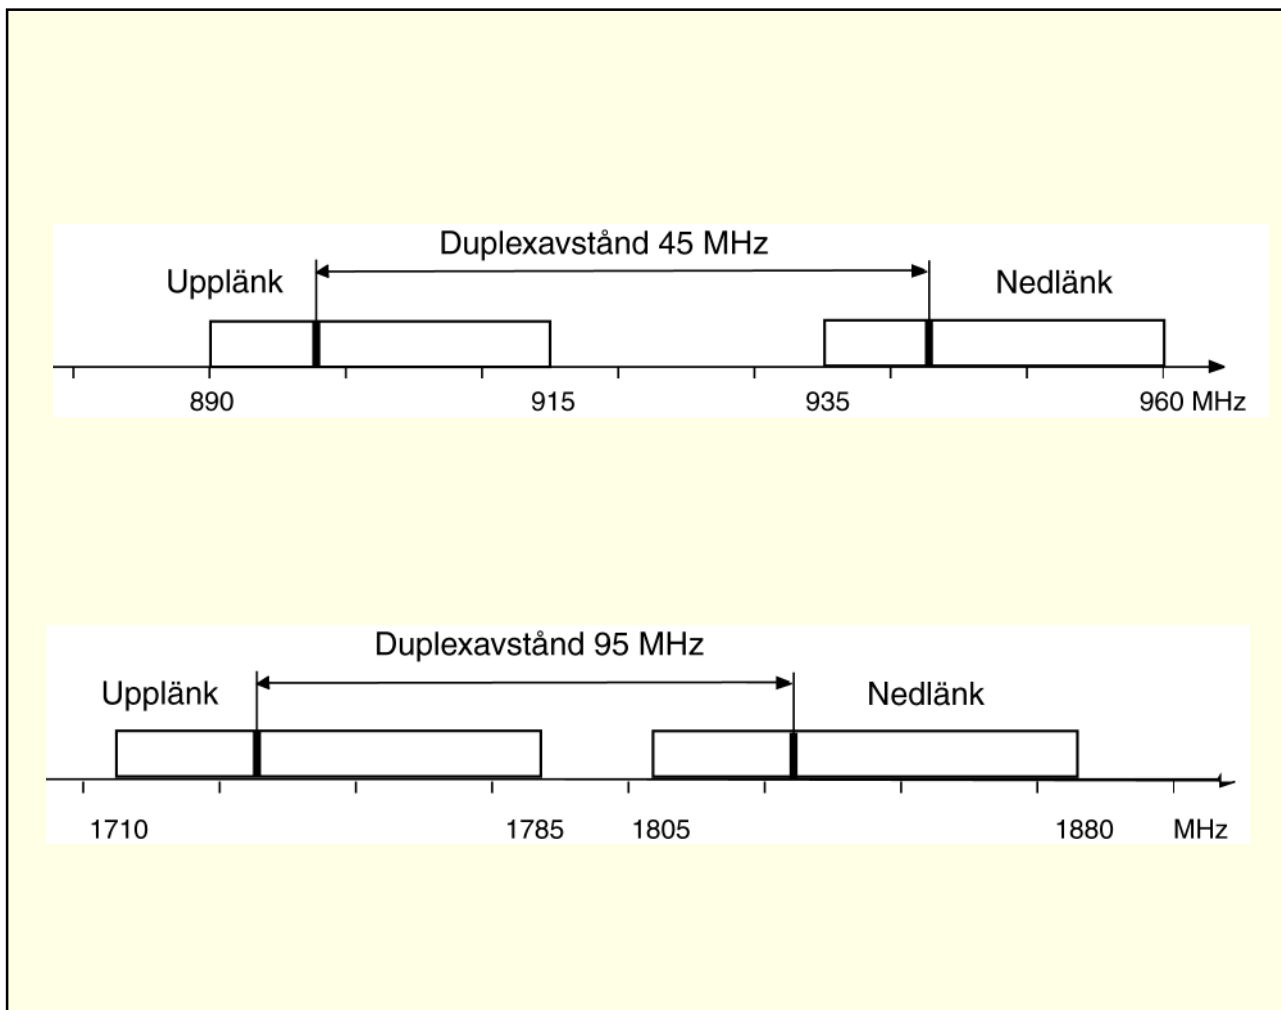 Duplexavstånd 45 MHz
Upplänk
Nedlänk
890
915
935
960 MHz
Duplexavstånd 95 MHz
Upplänk
Nedlänk
1710
1785
1805
1880
MHz